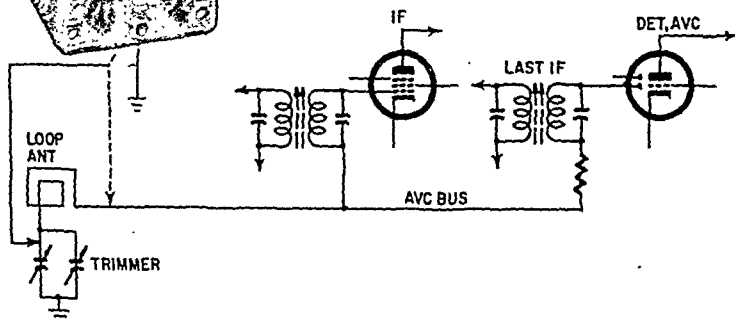 IF
DET, AVC
LAST IF
LOOP
ANT
AVC BUS
TRIMMER